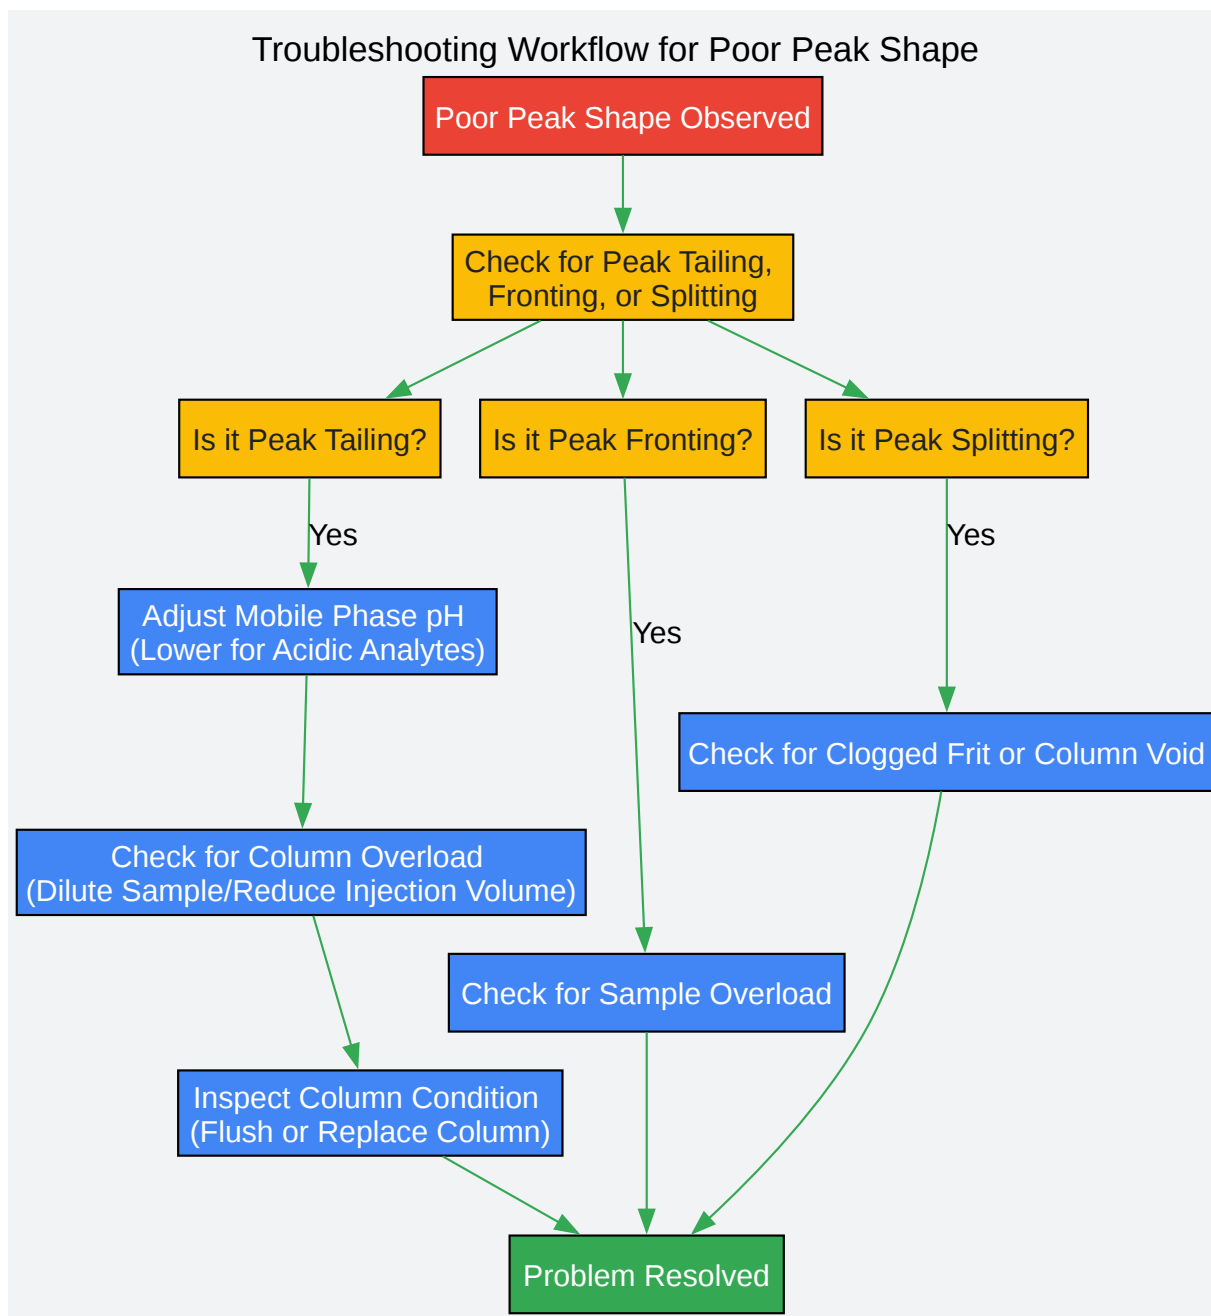 Troubleshooting Workflow for Poor Peak Shape
Poor Peak Shape Observed
Check for Peak Tailing,
Fronting, or Splitting
Is it Peak Tailing?
Is it Peak Fronting?
Is it Peak Splitting?
Yes
Yes
Adjust Mobile Phase pH
(Lower for Acidic Analytes)
Yes
Check for Clogged Frit or Column Void
Check for Column Overload
(Dilute Sample/Reduce Injection Volume)
Check for Sample Overload
Inspect Column Condition
(Flush or Replace Column)
Problem Resolved